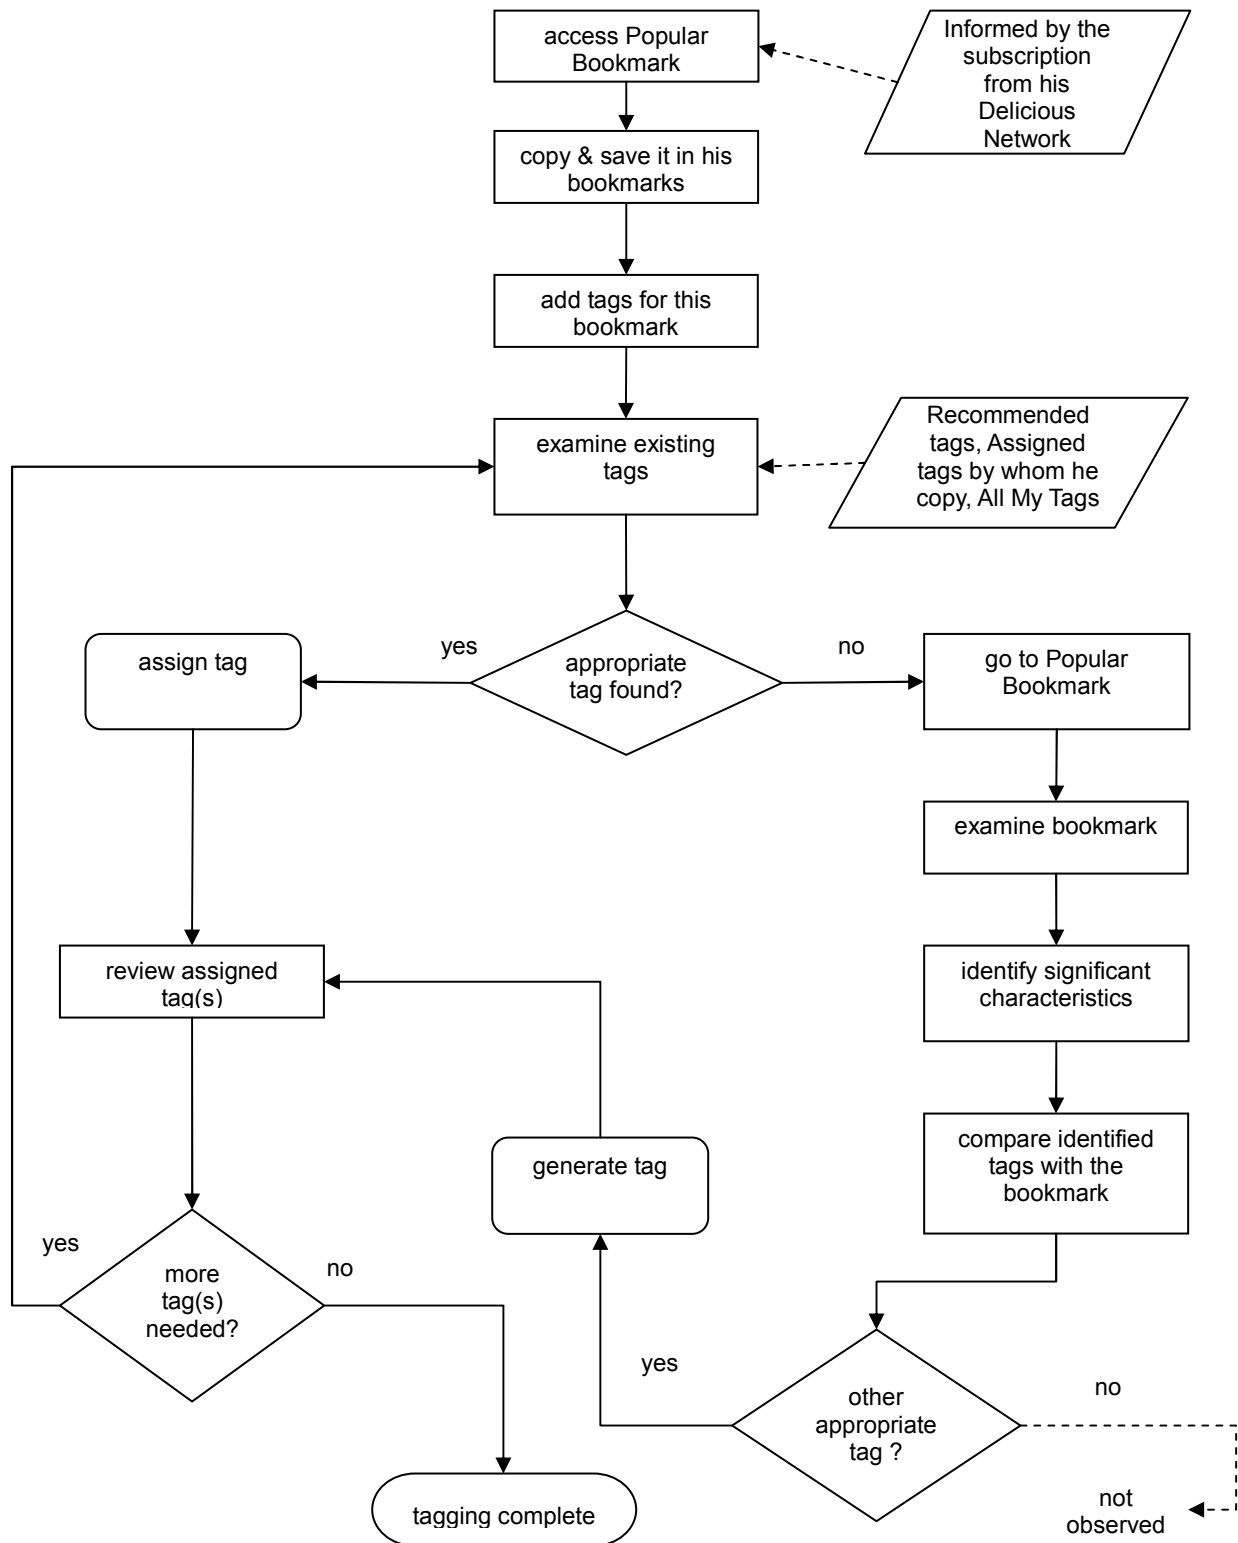 access Popular
Bookmark
Informed by the
subscription
from his
Delicious
Network
copy & save it in his
bookmarks
add tags for this
bookmark
examine existing
tags
Recommended
tags, Assigned
tags by whom he
copy, All My Tags
appropriate
tag found?
yes
no
assign tag
go to Popular
Bookmark
examine bookmark
review assigned
tag(s)
identify significant
characteristics
generate tag
compare identified
tags with the
bookmark
more
tag(s)
needed?
yes
no
other
appropriate
tag ?
yes
no
tagging complete
not
observed